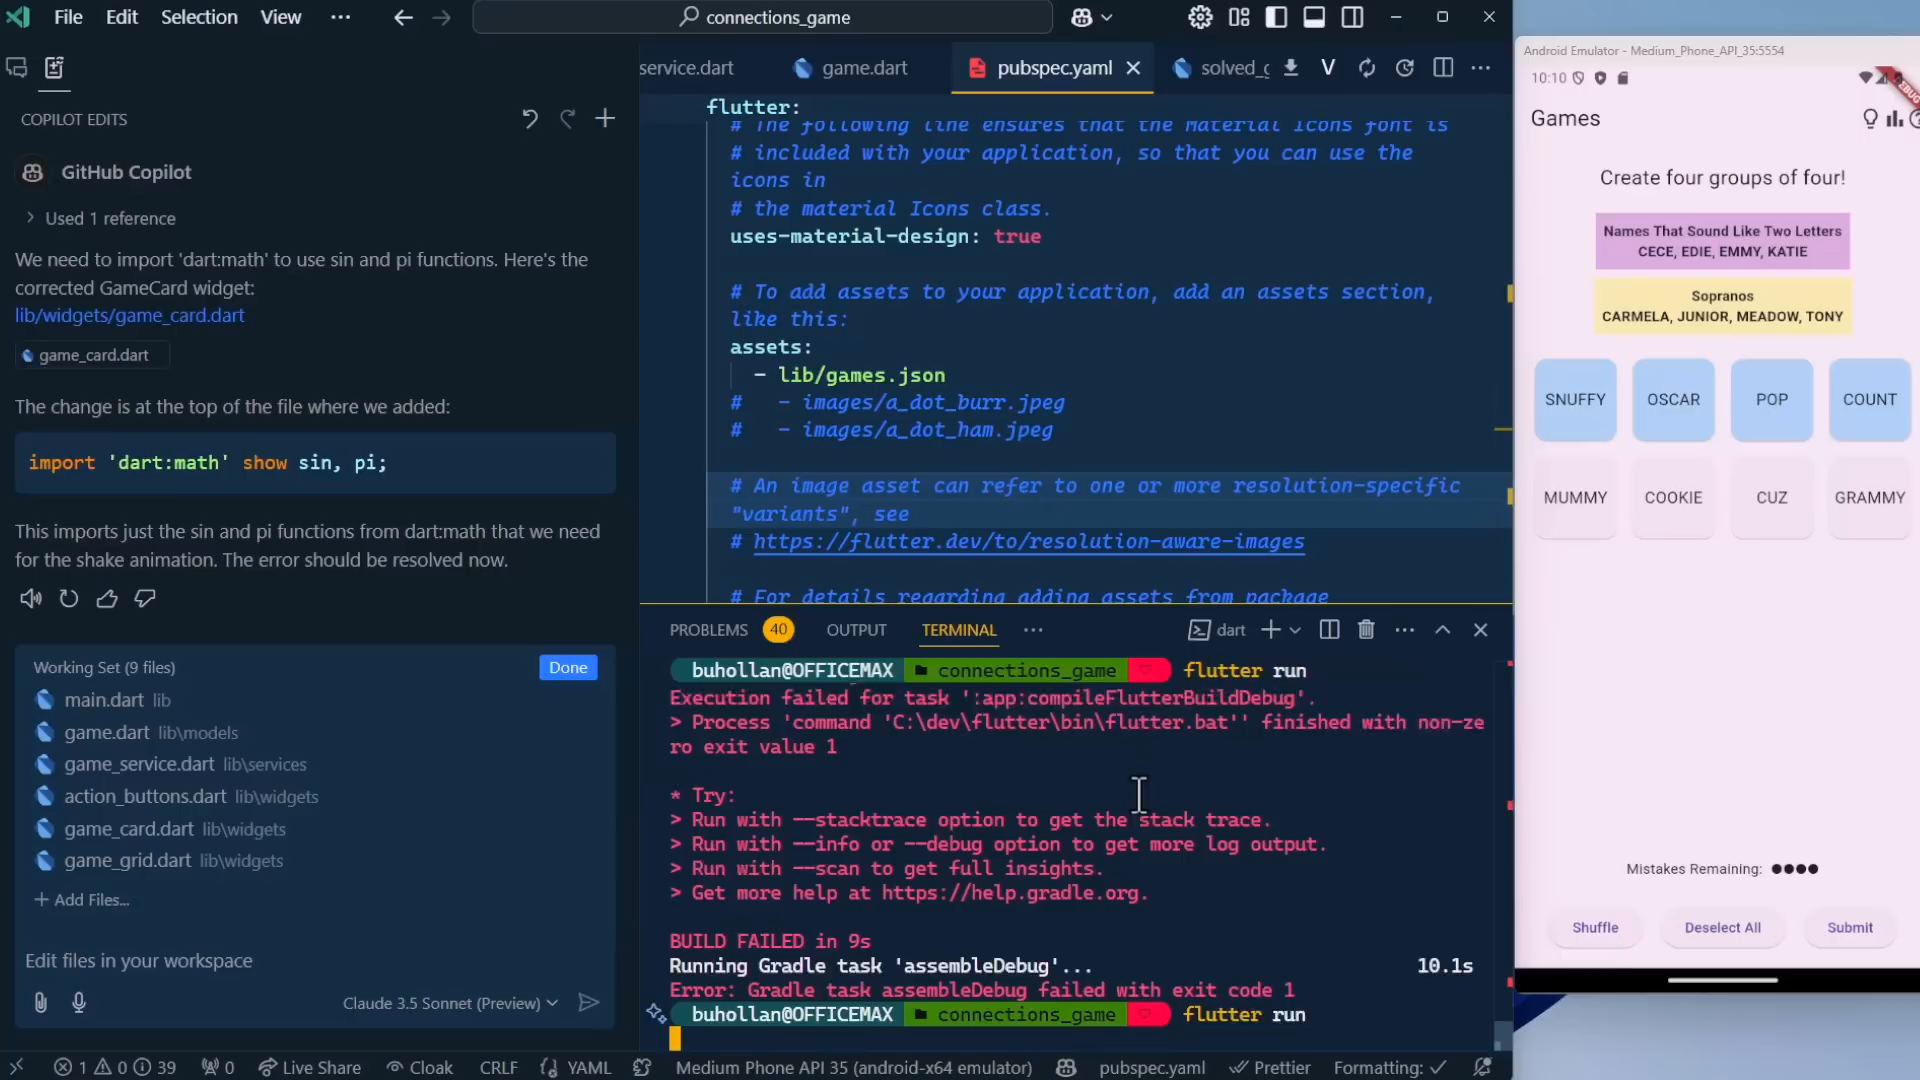 File Edit Selection View ··· connections_game
COPILOT EDITS
GitHub Copilot
Used 1 reference
We need to import 'dart:math' to use sin and pi functions. Here's the
corrected GameCard widget:
lib/widgets/game_card.dart
game_card.dart
The change is at the top of the file where we added:
import 'dart:math' show sin, pi;
This imports just the sin and pi functions from dart:math that we need
for the shake animation. The error should be resolved now.
Working Set (9 files) Done
main.dart lib
game.dart lib\models
game_service.dart lib\services
action_buttons.dart lib\widgets
game_card.dart lib\widgets
game_grid.dart lib\widgets
+ Add Files...
Edit files in your workspace
Claude 3.5 Sonnet (Preview)
service.dart game.dart pubspec.yaml solved_g V
flutter:
# The following line ensures that the Material Icons font is
# included with your application, so that you can use the
icons in
# the material Icons class.
uses-material-design: true
# To add assets to your application, add an assets section,
like this:
assets:
- lib/games.json
# - images/a_dot_burr.jpeg
# - images/a_dot_ham.jpeg
# An image asset can refer to one or more resolution-specific
"variants", see
# https://flutter.dev/to/resolution-aware-images
# For details regarding adding assets from package
PROBLEMS 40 OUTPUT TERMINAL ··· dart
buhollan@OFFICEMAX connections_game flutter run
Execution failed for task ':app:compileFlutterBuildDebug'.
> Process 'command 'C:\dev\flutter\bin\flutter.bat'' finished with non-ze
ro exit value 1
* Try:
> Run with --stacktrace option to get the stack trace.
> Run with --info or --debug option to get more log output.
> Run with --scan to get full insights.
> Get more help at https://help.gradle.org.
BUILD FAILED in 9s
Running Gradle task 'assembleDebug'... 10.1s
Error: Gradle task assembleDebug failed with exit code 1
buhollan@OFFICEMAX connections_game flutter run
1 0 39 0 Live Share Cloak CRLF YAML Medium Phone API 35 (android-x64 emulator) pubspec.yaml Prettier Formatting:
Android Emulator - Medium_Phone_API_35:5554
10:10
DEBUG
Games
Create four groups of four!
Names That Sound Like Two Letters
CECE, EDIE, EMMY, KATIE
Sopranos
CARMELA, JUNIOR, MEADOW, TONY
SNUFFY OSCAR POP COUNT
MUMMY COOKIE CUZ GRAMMY
Mistakes Remaining:
Shuffle Deselect All Submit